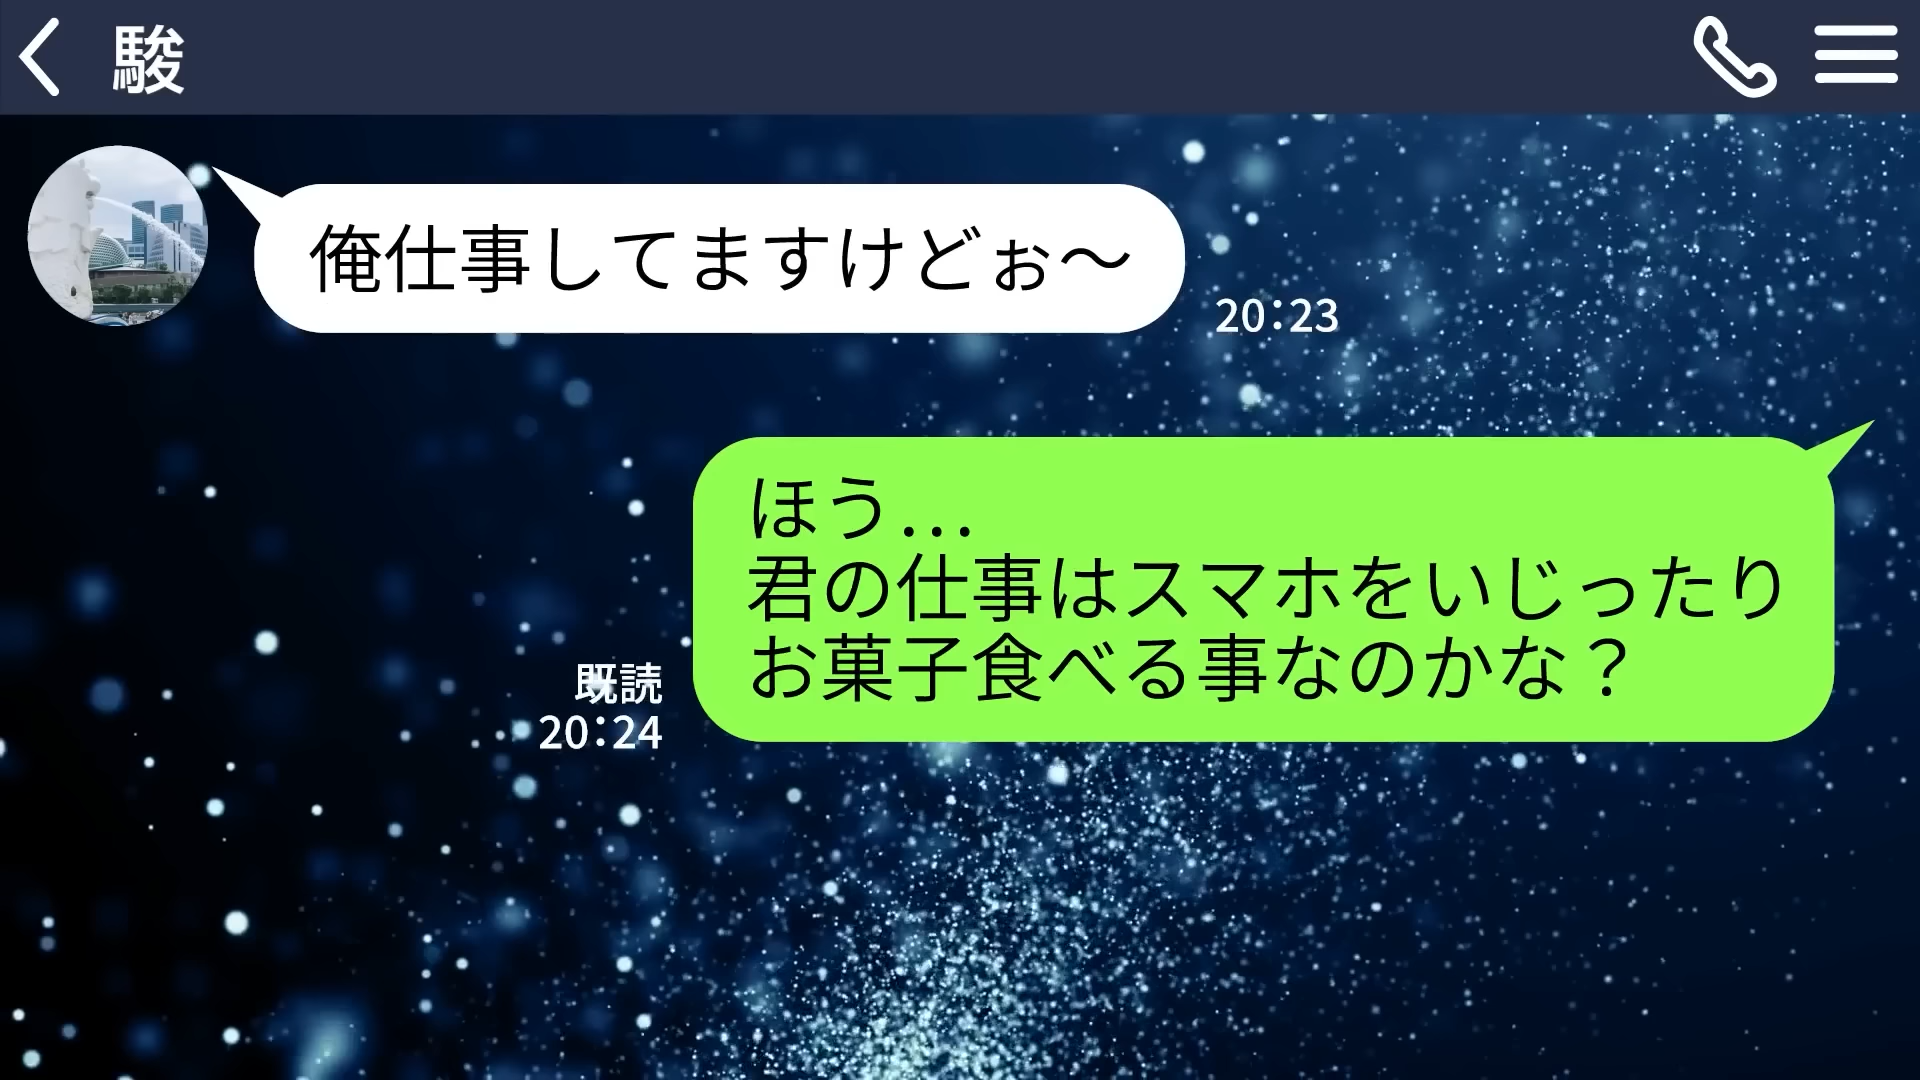 駿
俺仕事してますけどぉ〜
20:23
ほう…
君の仕事はスマホをいじったり
お菓子食べる事なのかな？
既読
20:24